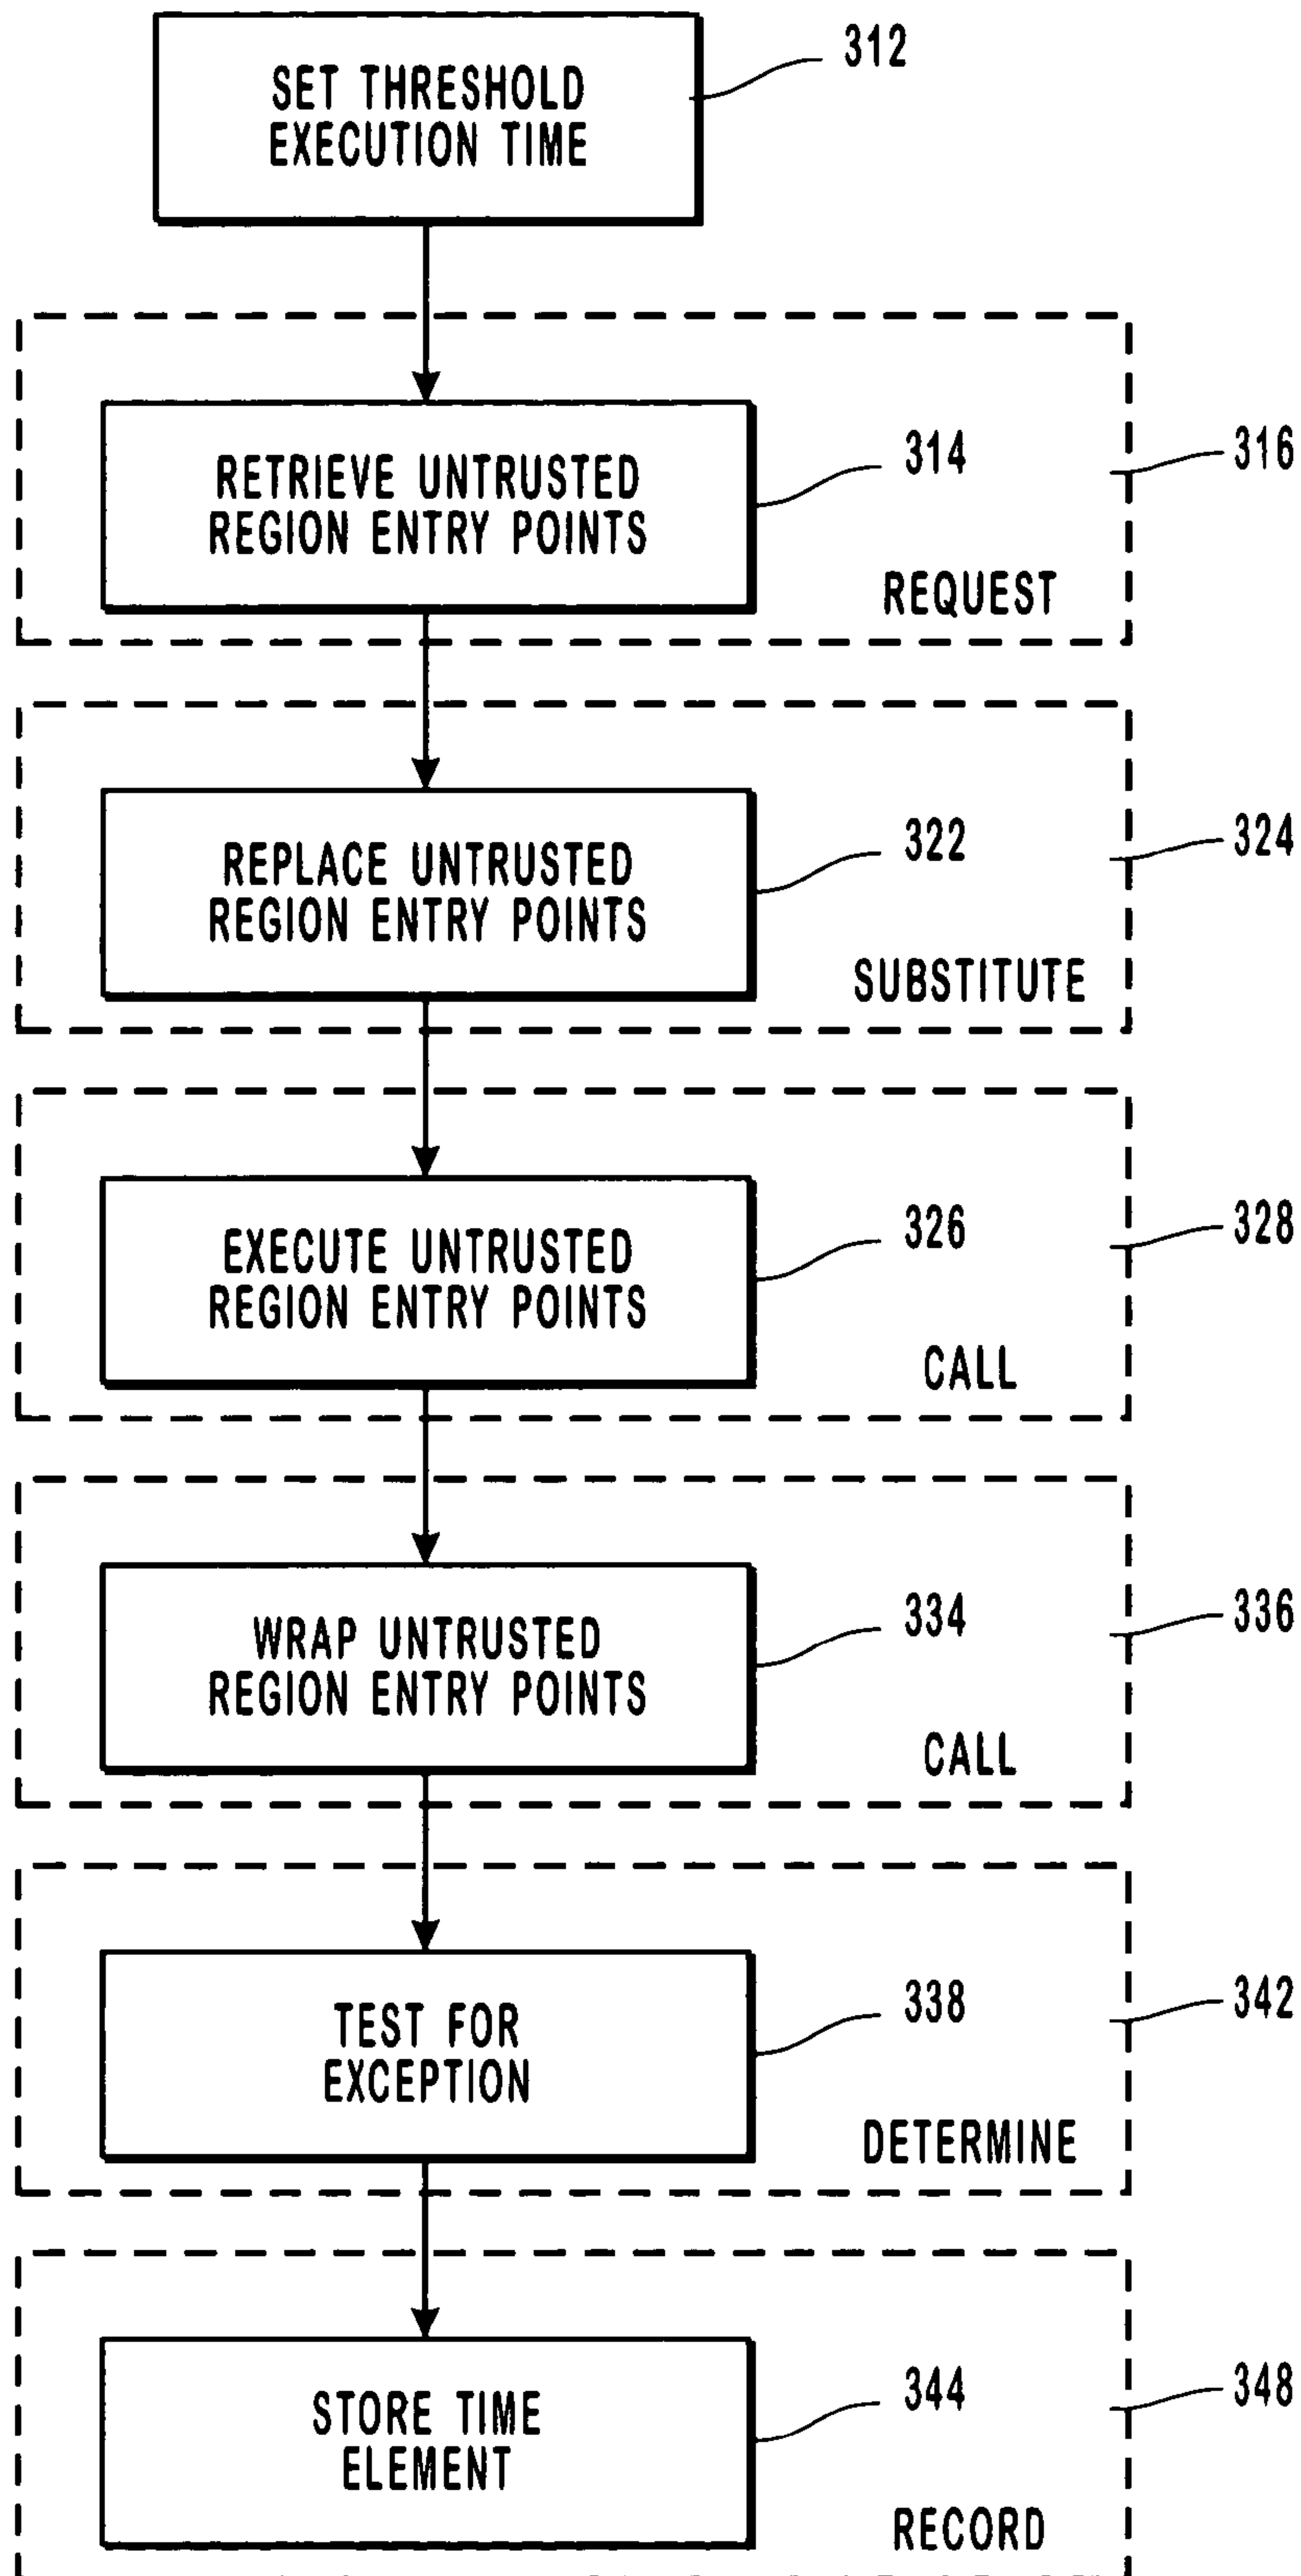 312
SET THRESHOLD
EXECUTION TIME
314
316
RETRIEVE UNTRUSTED
REGION ENTRY POINTS
REQUEST
322
324
REPLACE UNTRUSTED
REGION ENTRY POINTS
SUBSTITUTE
326
328
EXECUTE UNTRUSTED
REGION ENTRY POINTS
CALL
334
336
WRAP UNTRUSTED
REGION ENTRY POINTS
CALL
338
342
TEST FOR
EXCEPTION
DETERMINE
344
348
STORE TIME
ELEMENT
RECORD